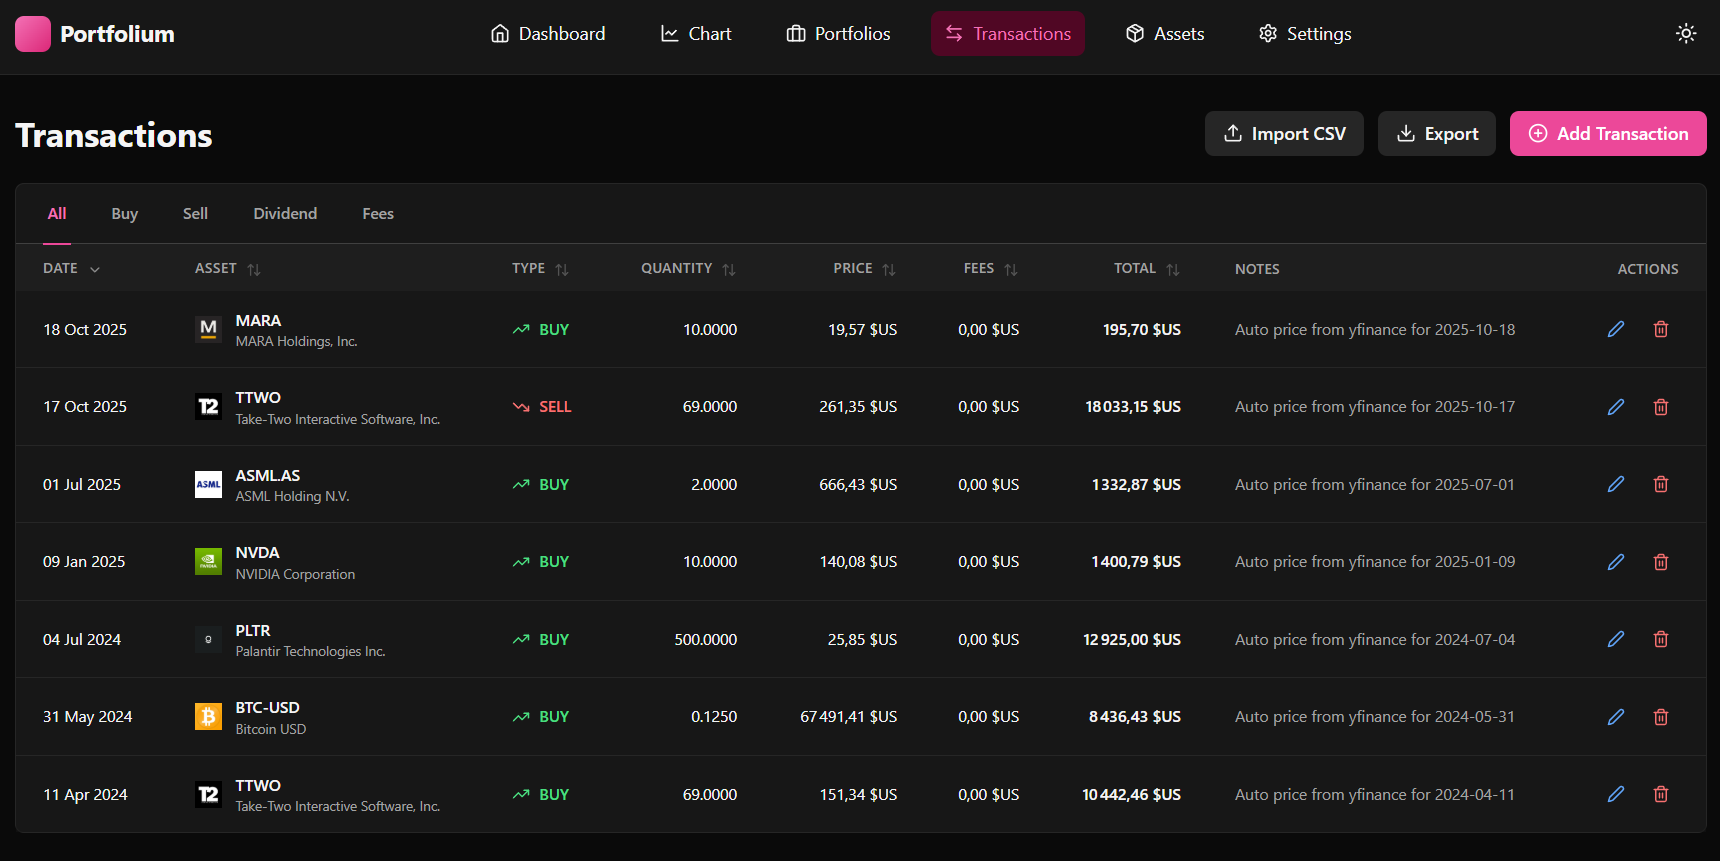 Portfolium
Dashboard
Chart
Portfolios
Transactions
Assets
Settings
Transactions
Import CSV
Export
Add Transaction
All
Buy
Sell
Dividend
Fees
DATE ASSET TYPE QUANTITY PRICE FEES TOTAL NOTES ACTIONS
M
18 Oct 2025 MARA BUY 10.0000 19,57 $US 0,00 $US 195,70 $US Auto price from yfinance for 2025-10-18
MARA Holdings, Inc.
T2
17 Oct 2025 TTWO SELL 69.0000 261,35 $US 0,00 $US 18 033,15 $US Auto price from yfinance for 2025-10-17
Take-Two Interactive Software, Inc.
ASML
01 Jul 2025 ASML.AS BUY 2.0000 666,43 $US 0,00 $US 1 332,87 $US Auto price from yfinance for 2025-07-01
ASML Holding N.V.
NVIDIA
09 Jan 2025 NVDA BUY 10.0000 140,08 $US 0,00 $US 1 400,79 $US Auto price from yfinance for 2025-01-09
NVIDIA Corporation
04 Jul 2024 PLTR BUY 500.0000 25,85 $US 0,00 $US 12 925,00 $US Auto price from yfinance for 2024-07-04
Palantir Technologies Inc.
31 May 2024 BTC-USD BUY 0.1250 67 491,41 $US 0,00 $US 8 436,43 $US Auto price from yfinance for 2024-05-31
Bitcoin USD
T2
11 Apr 2024 TTWO BUY 69.0000 151,34 $US 0,00 $US 10 442,46 $US Auto price from yfinance for 2024-04-11
Take-Two Interactive Software, Inc.